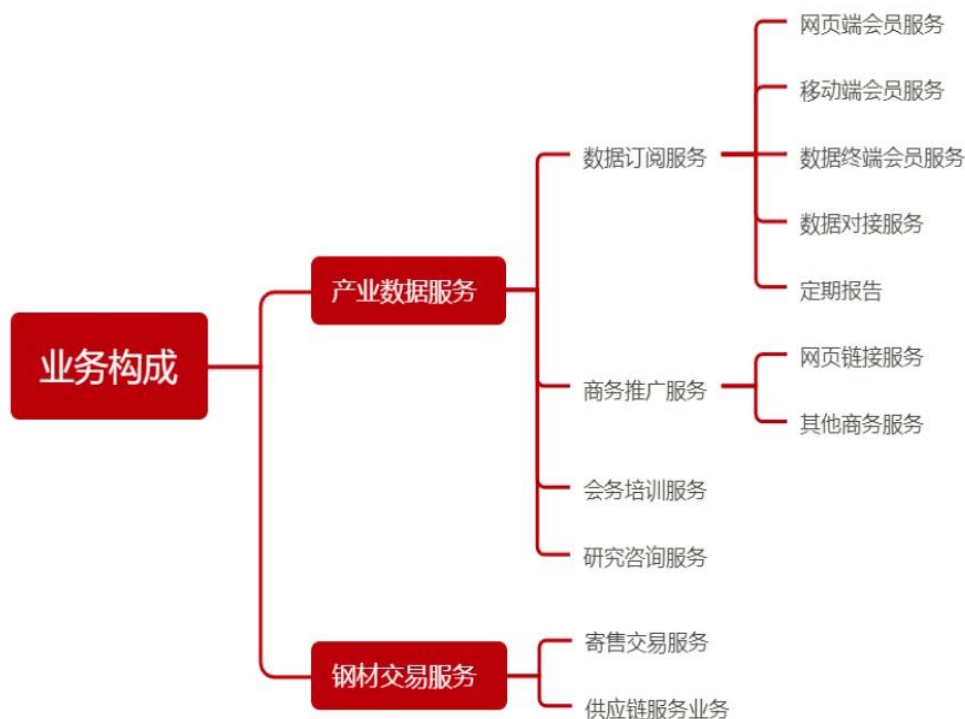 业务构成
产业数据服务
数据订阅服务
网页端会员服务
移动端会员服务
数据终端会员服务
数据对接服务
定期报告
商务推广服务
网页链接服务
其他商务服务
会务培训服务
研究咨询服务
钢材交易服务
寄售交易服务
供应链服务业务